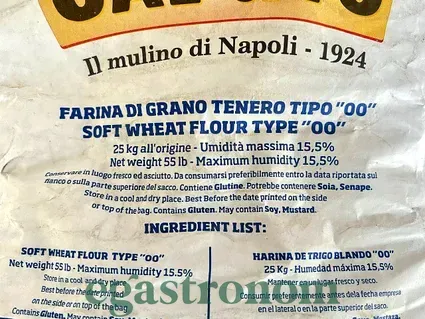 Il mulino di Napoli - 1924
FARINA DI GRANO TENERO TIPO "00"
SOFT WHEAT FLOUR TYPE "00"
25 kg all'origine - Umidità massima 15,5%
Net weight 55 lb - Maximum humidity 15,5%
Conservare in luogo fresco ed asciutto. Da consumarsi preferibilmente entro la data riportata sul
fianco o sulla parte superiore del sacco. Contiene Glutine. Potrebbe contenere Soia, Senape.
Store in a cool and dry place. Best Before the date printed on the side
or top of the bag. Contains Gluten. May contain Soy, Mustard.
INGREDIENT LIST:
SOFT WHEAT FLOUR TYPE "00"
Net weight 55 lb - Maximum humidity 15.5%
Store in a cool and dry place.
Best before the date printed
on the side or on top of the bag.
Contains Gluten. May contain Soy, Mustard.
HARINA DE TRIGO BLANDO "00"
25 Kg - Humedad máxima 15,5%
Mantener en un lugar fresco y seco.
Consumir preferentemente antes de la fecha impresa
en el lateral o en la parte superior del saco.
egastronom